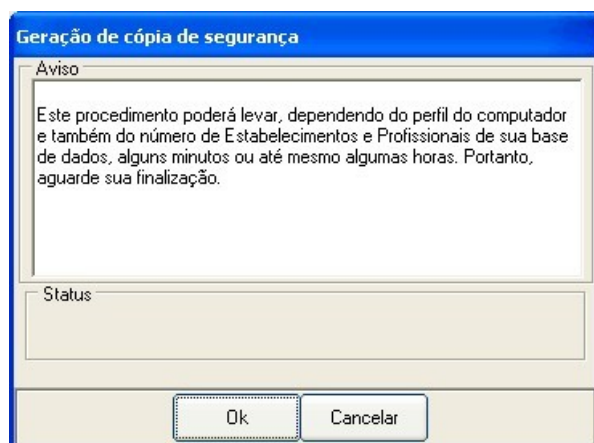 Geração de cópia de segurança
Aviso
Este procedimento poderá levar, dependendo do perfil do computador
e também do número de Estabelecimentos e Profissionais de sua base
de dados, alguns minutos ou até mesmo algumas horas. Portanto,
aguarde sua finalização.
Status
Ok
Cancelar